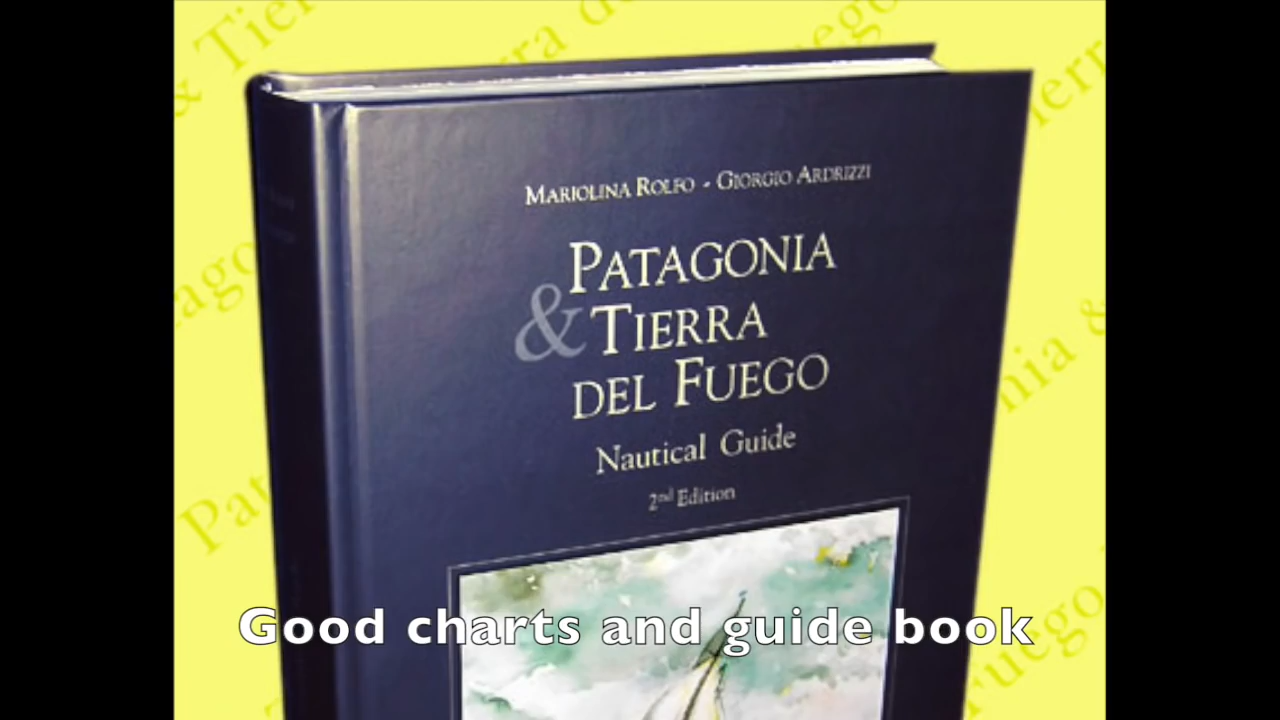 MARIOLINA ROLFO - GIORGIO ARDRIZZI
PATAGONIA
& TIERRA
DEL FUEGO
Nautical Guide
2nd Edition
Good charts and guide book